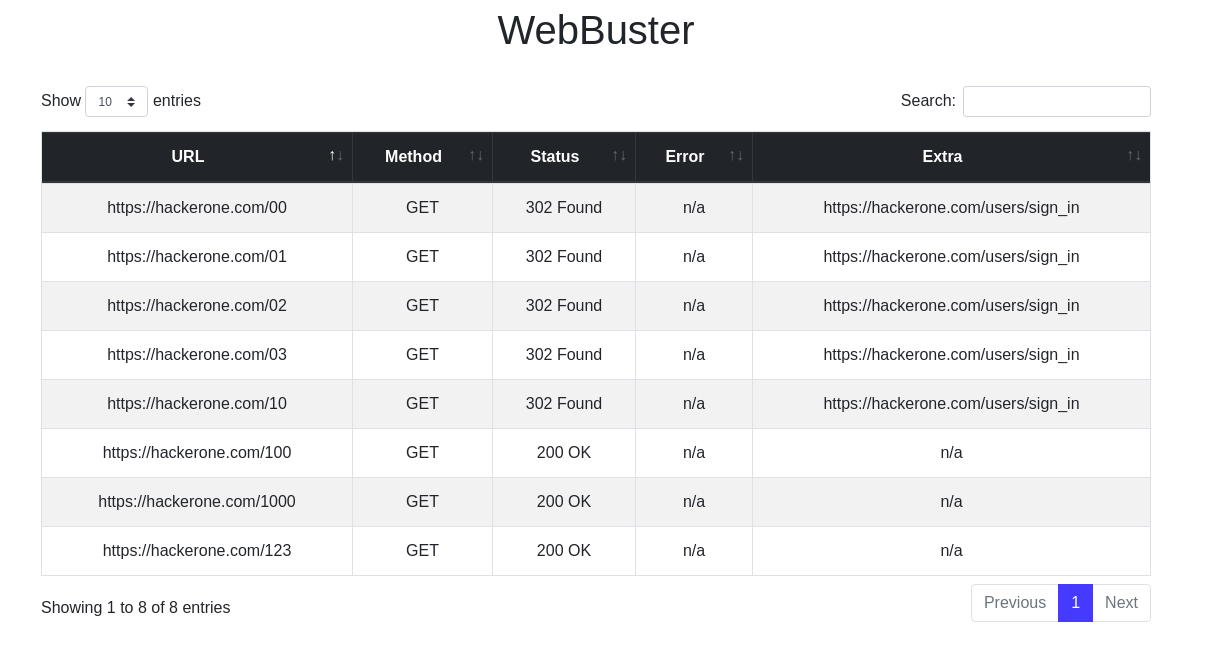 WebBuster
Show 10 entries Search:
URL ↑↓ Method ↑↓ Status ↑↓ Error ↑↓ Extra ↑↓
https://hackerone.com/00 GET 302 Found n/a https://hackerone.com/users/sign_in
https://hackerone.com/01 GET 302 Found n/a https://hackerone.com/users/sign_in
https://hackerone.com/02 GET 302 Found n/a https://hackerone.com/users/sign_in
https://hackerone.com/03 GET 302 Found n/a https://hackerone.com/users/sign_in
https://hackerone.com/10 GET 302 Found n/a https://hackerone.com/users/sign_in
https://hackerone.com/100 GET 200 OK n/a n/a
https://hackerone.com/1000 GET 200 OK n/a n/a
https://hackerone.com/123 GET 200 OK n/a n/a
Showing 1 to 8 of 8 entries Previous 1 Next